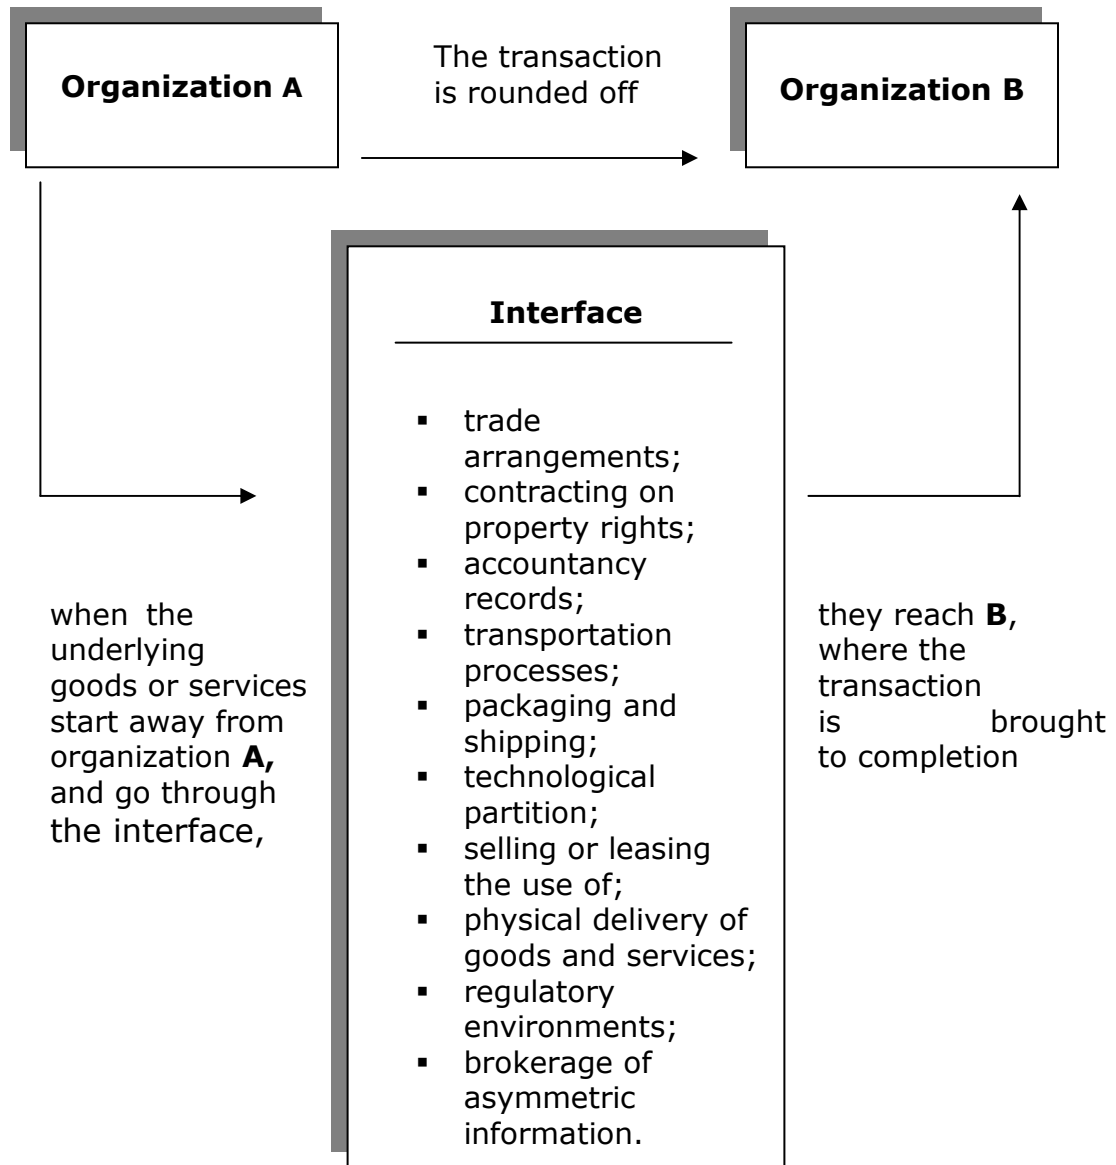 Organization A
The transaction
is rounded off
Organization B
Interface
▪ trade
arrangements;
▪ contracting on
property rights;
▪ accountancy
records;
▪ transportation
processes;
▪ packaging and
shipping;
▪ technological
partition;
▪ selling or leasing
the use of;
▪ physical delivery of
goods and services;
▪ regulatory
environments;
▪ brokerage of
asymmetric
information.
when the
underlying
goods or services
start away from
organization A,
and go through
the interface,
they reach B,
where the
transaction
is brought
to completion